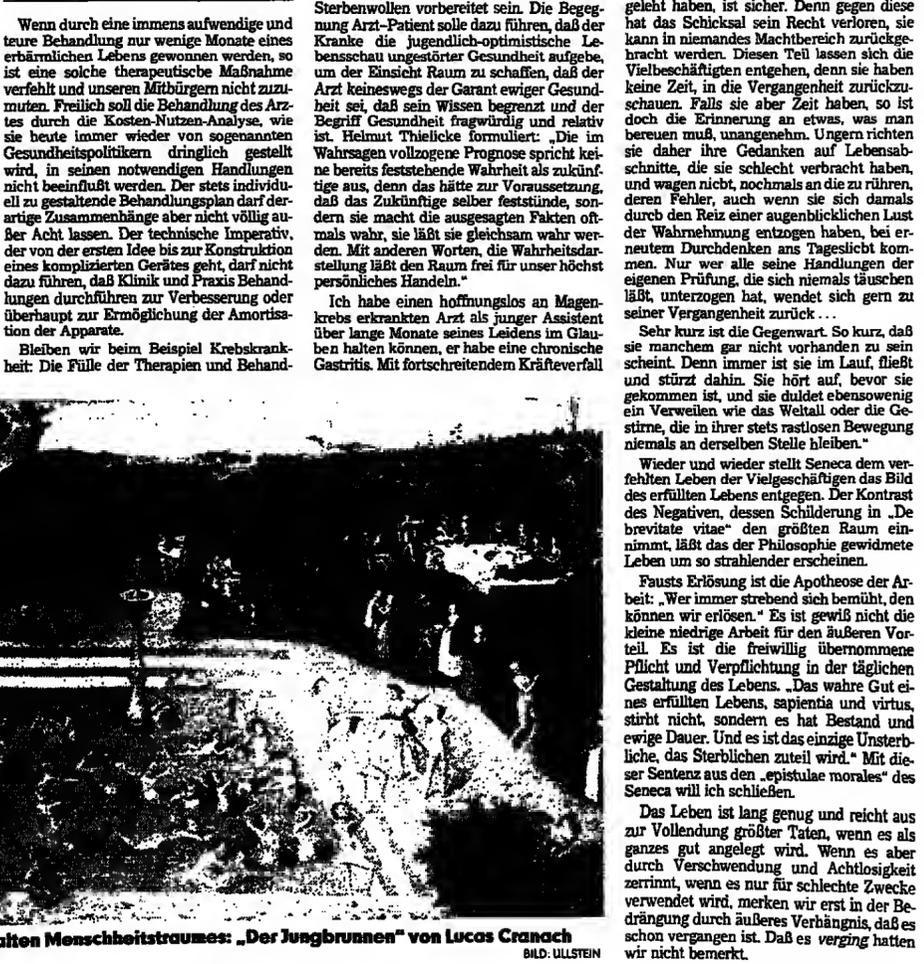 Wenn durch eine immens aufwendige und
teure Behandlung nur wenige Monate eines
erbärmlichen Lebens gewonnen werden, so
ist eine solche therapeutische Maßnahme
verfehlt und unseren Mitbürgern nicht zuzu-
muten. Freilich soll die Behandlung des Arz-
tes durch die Kosten-Nutzen-Analyse, wie
sie heute immer wieder von sogenannten
Gesundheitspolitikern dringlich gestellt
wird, in seinen notwendigen Handlungen
nicht beeinflußt werden. Der stets individu-
ell zu gestaltende Behandlungsplan darf der-
artige Zusammenhänge aber nicht völlig au-
ßer Acht lassen. Der technische Imperativ,
der von der ersten Idee bis zur Konstruktion
eines komplizierten Gerätes geht, darf nicht
dazu führen, daß Klinik und Praxis Behand-
lungen durchführen zur Verbesserung oder
überhaupt zur Ermöglichung der Amortisa-
tion der Apparate.
Bleiben wir beim Beispiel Krebskrank-
heit: Die Fülle der Therapien und Behand-
Sterbenwollen vorbereitet sein. Die Begeg-
nung Arzt-Patient solle dazu führen, daß der
Kranke die jugendlich-optimistische Le-
bensschau ungestörter Gesundheit aufgebe,
um der Einsicht Raum zu schaffen, daß der
Arzt keineswegs der Garant ewiger Gesund-
heit sei, daß sein Wissen begrenzt und der
Begriff Gesundheit fragwürdig und relativ
ist. Helmut Thielicke formuliert: „Die im
Wahrsagen vollzogene Prognose spricht kei-
ne bereits feststehende Wahrheit als zukünf-
tige aus, denn das hätte zur Voraussetzung,
daß das Zukünftige selber feststünde, son-
dern sie macht die ausgesagten Fakten oft-
mals wahr, sie läßt sie gleichsam wahr wer-
den. Mit anderen Worten, die Wahrheitsdar-
stellung läßt den Raum frei für unser höchst
persönliches Handeln.“
Ich habe einen hoffnungslos an Magen-
krebs erkrankten Arzt als junger Assistent
über lange Monate seines Leidens im Glau-
ben halten können, er habe eine chronische
Gastritis. Mit fortschreitendem Kräfteverfall
alten Menschheitstraumes: „Der Jungbrunnen“ von Lucas Cranach
BILD: ULLSTEIN
gelebt haben, ist sicher. Denn gegen diese
hat das Schicksal sein Recht verloren, sie
kann in niemandes Machtbereich zurückge-
bracht werden. Diesen Teil lassen sich die
Vielbeschäftigten entgehen, denn sie haben
keine Zeit, in die Vergangenheit zurückzu-
schauen. Falls sie aber Zeit haben, so ist
doch die Erinnerung an etwas, was man
bereuen muß, unangenehm. Ungern richten
sie daher ihre Gedanken auf Lebensab-
schnitte, die sie schlecht verbracht haben,
und wagen nicht, nochmals an die zu rühren,
deren Fehler, auch wenn sie sich damals
durch den Reiz einer augenblicklichen Lust
der Wahrnehmung entzogen haben, bei er-
neutem Durchdenken ans Tageslicht kom-
men. Nur wer alle seine Handlungen der
eigenen Prüfung, die sich niemals täuschen
läßt, unterzogen hat, wendet sich gern zu
seiner Vergangenheit zurück ...
Sehr kurz ist die Gegenwart. So kurz, daß
sie manchem gar nicht vorhanden zu sein
scheint. Denn immer ist sie im Lauf, fließt
und stürzt dahin. Sie hört auf, bevor sie
gekommen ist, und sie duldet ebensowenig
ein Verweilen wie das Weltall oder die Ge-
stirne, die in ihrer stets rastlosen Bewegung
niemals an derselben Stelle bleiben.“
Wieder und wieder stellt Seneca dem ver-
fehlten Leben der Vielgeschäftigen das Bild
des erfüllten Lebens entgegen. Der Kontrast
des Negativen, dessen Schilderung in „De
brevitate vitae“ den größten Raum ein-
nimmt, läßt das der Philosophie gewidmete
Leben um so strahlender erscheinen.
Fausts Erlösung ist die Apotheose der Ar-
beit: „Wer immer strebend sich bemüht, den
können wir erlösen.“ Es ist gewiß nicht die
kleine niedrige Arbeit für den äußeren Vor-
teil. Es ist die freiwillig übernommene
Pflicht und Verpflichtung in der täglichen
Gestaltung des Lebens. „Das wahre Gut ei-
nes erfüllten Lebens, sapientia und virtus,
stirbt nicht, sondern es hat Bestand und
ewige Dauer. Und es ist das einzige Unsterb-
liche, das Sterblichen zuteil wird.“ Mit die-
ser Sentenz aus den „epistulae morales“ des
Seneca will ich schließen.
Das Leben ist lang genug und reicht aus
zur Vollendung größter Taten, wenn es als
ganzes gut angelegt wird. Wenn es aber
durch Verschwendung und Achtlosigkeit
zerrinnt, wenn es nur für schlechte Zwecke
verwendet wird, merken wir erst in der Be-
drängung durch äußeres Verhängnis, daß es
schon vergangen ist. Daß es verging hatten
wir nicht bemerkt.